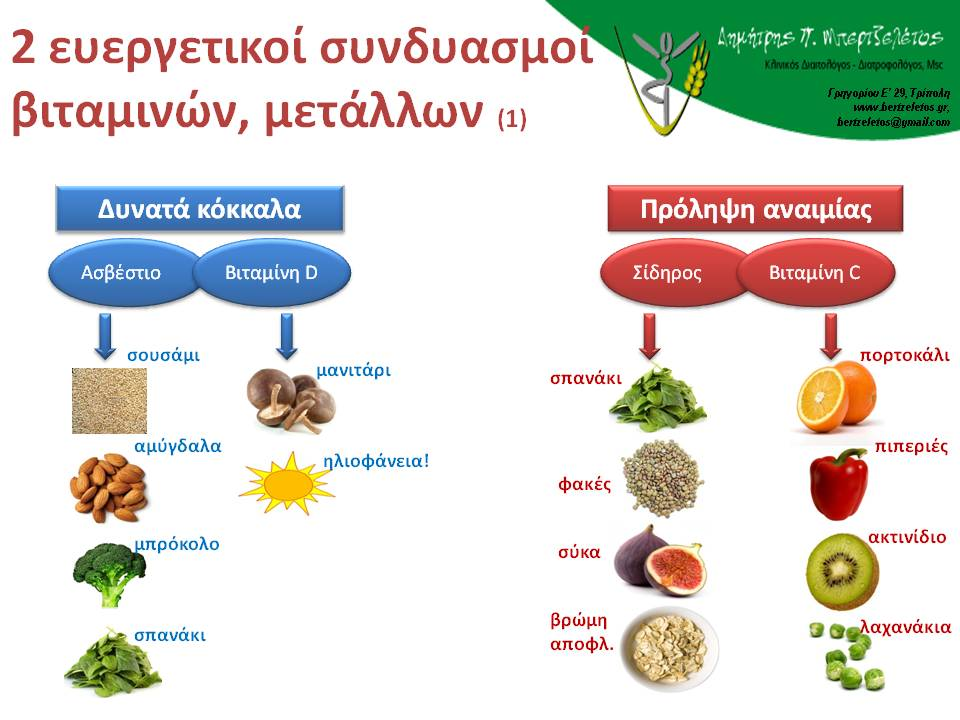 2 ευεργετικοί συνδυασμοί
βιταμινών, μετάλλων (1)
Δημήτρης Π. Μπερτζελέτος
Κλινικός Διαιτολόγος - Διατροφολόγος, Msc
Γρηγορίου Ε' 29, Τρίπολη
www.bertzeletos.gr,
bertzeletos@gmail.com
Δυνατά κόκκαλα
Ασβέστιο
Βιταμίνη D
σουσάμι
αμύγδαλα
μπρόκολο
σπανάκι
μανιτάρι
ηλιοφάνεια!
Πρόληψη αναιμίας
Σίδηρος
Βιταμίνη C
σπανάκι
φακές
σύκα
βρώμη
αποφλ.
πορτοκάλι
πιπεριές
ακτινίδιο
λαχανάκια